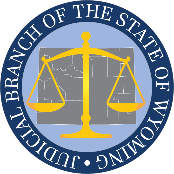 JUDICIAL BRANCH OF THE STATE OF WYOMING •